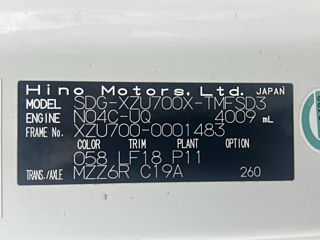 Hino Motors, Ltd. JAPAN
MODEL SDG-XZU700X-TMFSD3
ENGINE N04C-UQ 4009 mL
FRAME No. XZU700-0001483
COLOR TRIM PLANT OPTION
058 LF18 P11
TRANS./AXLE MZZ6R C19A 260